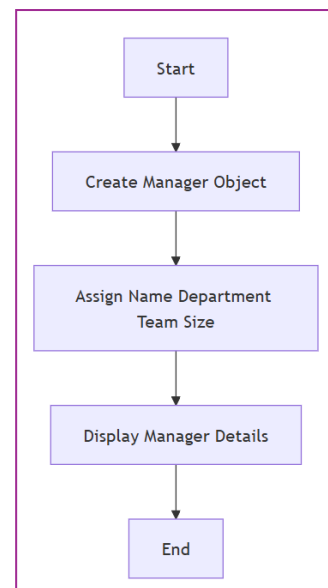 Start
Create Manager Object
Assign Name Department
Team Size
Display Manager Details
End